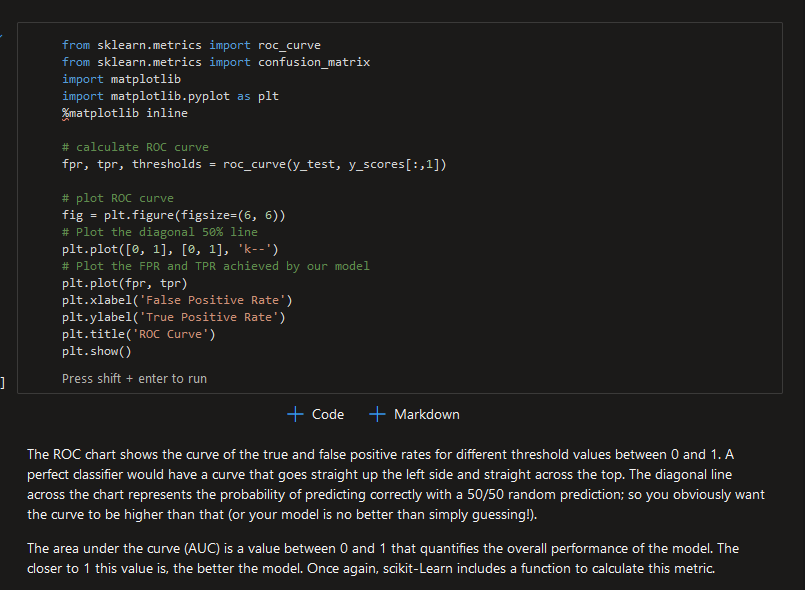 from sklearn.metrics import roc_curve
from sklearn.metrics import confusion_matrix
import matplotlib
import matplotlib.pyplot as plt
%matplotlib inline
# calculate ROC curve
fpr, tpr, thresholds = roc_curve(y_test, y_scores[:,1])
# plot ROC curve
fig = plt.figure(figsize=(6, 6))
# Plot the diagonal 50% line
plt.plot([0, 1], [0, 1], 'k--')
# Plot the FPR and TPR achieved by our model
plt.plot(fpr, tpr)
plt.xlabel('False Positive Rate')
plt.ylabel('True Positive Rate')
plt.title('ROC Curve')
plt.show()
]
Press shift + enter to run
+ Code + Markdown
The ROC chart shows the curve of the true and false positive rates for different threshold values between 0 and 1. A
perfect classifier would have a curve that goes straight up the left side and straight across the top. The diagonal line
across the chart represents the probability of predicting correctly with a 50/50 random prediction; so you obviously want
the curve to be higher than that (or your model is no better than simply guessing!).
The area under the curve (AUC) is a value between 0 and 1 that quantifies the overall performance of the model. The
closer to 1 this value is, the better the model. Once again, scikit-Learn includes a function to calculate this metric.